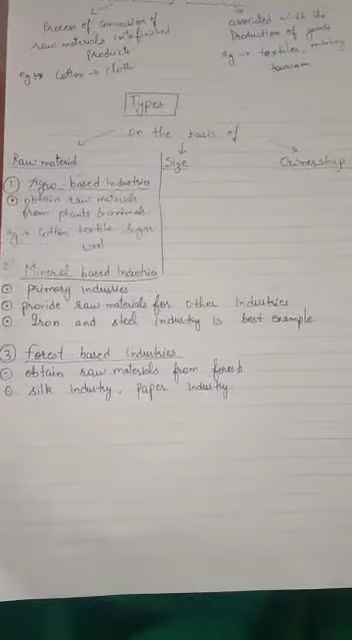 Process of conversion of
raw materials into finished
Products
eg → Cotton → cloth
associated with the
Production of goods
eg → textiles, mining
tourism
Types
on the basis of
Raw material
Size
Ownership
① Agro based industries
⊙ obtain raw materials
from plants & animals
eg → cotton textile sugar
wool
2 Mineral based Industries
⊙ primary industries
⊙ provide raw materials for other industries
⊙ Iron and steel industry is best example
③ Forest based industries
⊙ obtain raw materials from forest
⊙ silk industry, paper industry